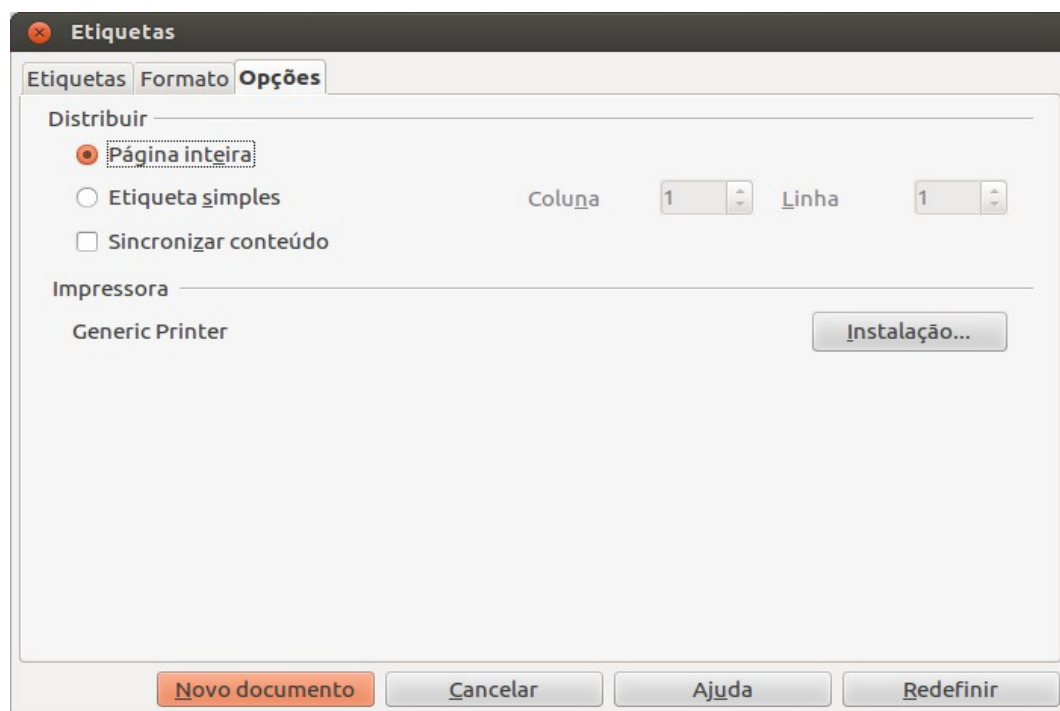 Etiquetas
Etiquetas Formato Opções
Distribuir
Página inteira
Etiqueta simples Coluna 1 Linha 1
Sincronizar conteúdo
Impressora
Generic Printer Instalação...
Novo documento Cancelar Ajuda Redefinir